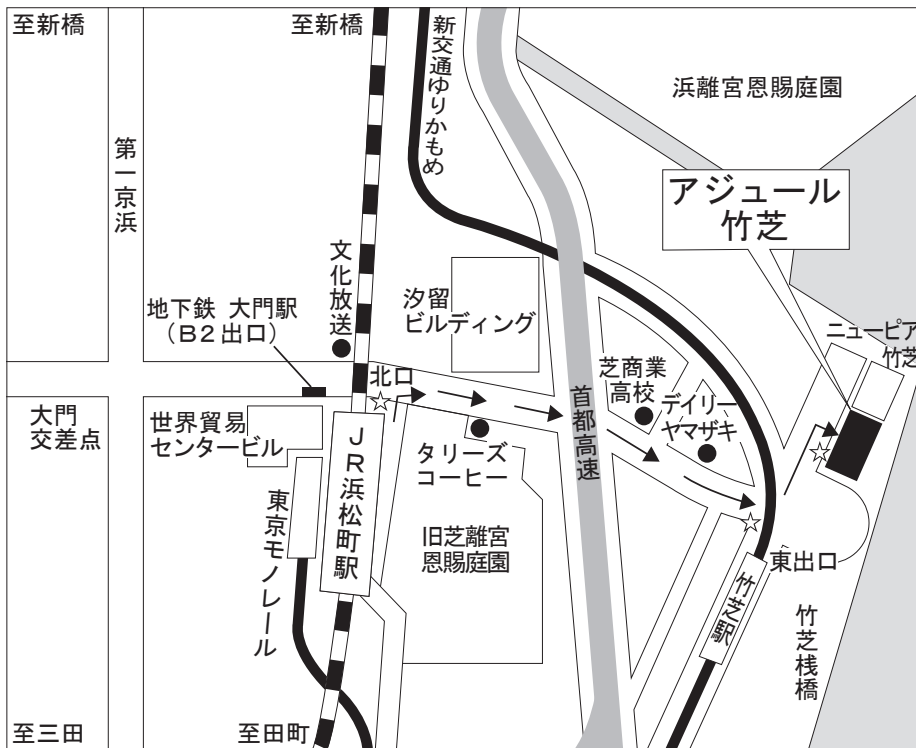 至新橋
至新橋
新交通ゆりかもめ
浜離宮恩賜庭園
第一京浜
アジュール
竹芝
文化放送
地下鉄 大門駅
（B2出口）
汐留
ビルディング
ニューピア
竹芝
北口
芝商業
高校
首都高速
デイリー
ヤマザキ
大門
交差点
世界貿易
センタービル
JR浜松町駅
タリーズ
コーヒー
東京モノレール
旧芝離宮
恩賜庭園
東出口
竹芝駅
竹芝桟橋
至三田
至田町